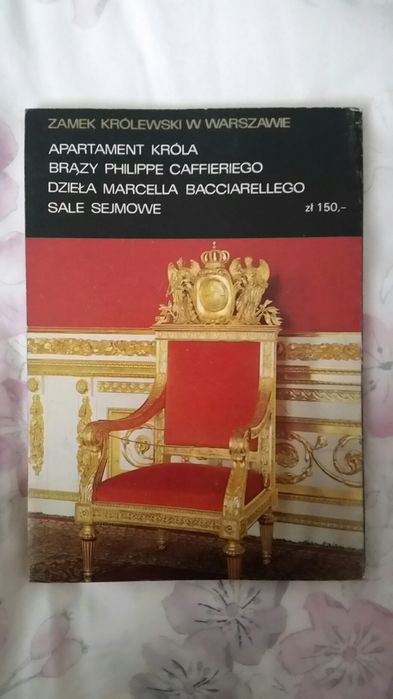 ZAMEK KRÓLEWSKI W WARSZAWIE
APARTAMENT KRÓLA
BRĄZY PHILIPPE CAFFIERIEGO
DZIEŁA MARCELLA BACCIARELLEGO
SALE SEJMOWE zł 150,-